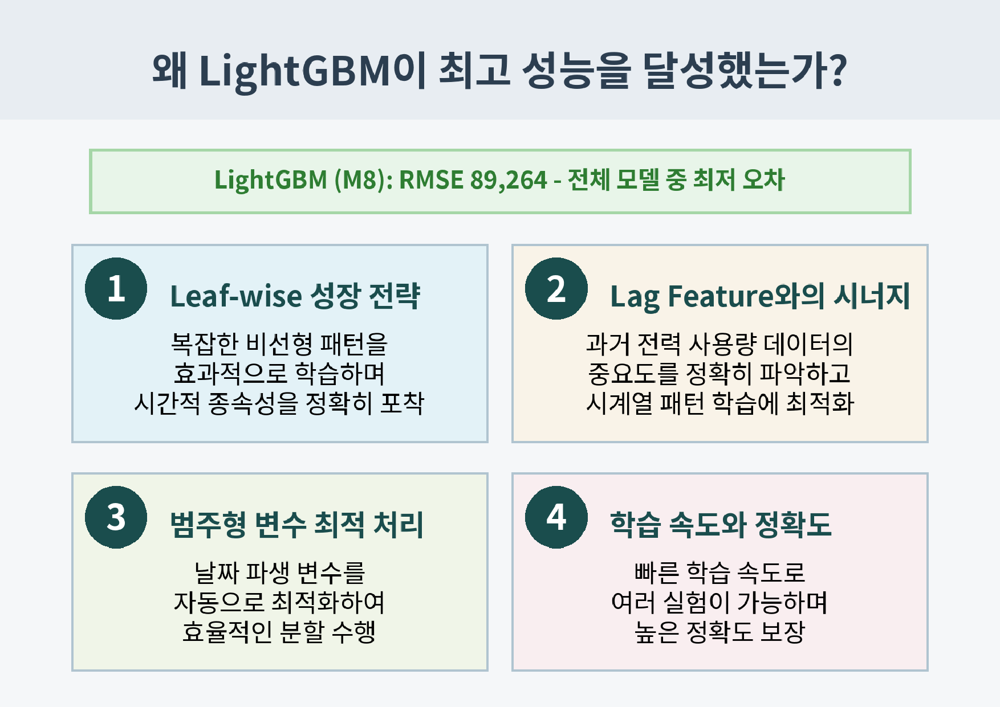 왜 LightGBM이 최고 성능을 달성했는가?
LightGBM (M8): RMSE 89,264 - 전체 모델 중 최저 오차
1
Leaf-wise 성장 전략
복잡한 비선형 패턴을
효과적으로 학습하며
시간적 종속성을 정확히 포착
2
Lag Feature와의 시너지
과거 전력 사용량 데이터의
중요도를 정확히 파악하고
시계열 패턴 학습에 최적화
3
범주형 변수 최적 처리
날짜 파생 변수를
자동으로 최적화하여
효율적인 분할 수행
4
학습 속도와 정확도
빠른 학습 속도로
여러 실험이 가능하며
높은 정확도 보장